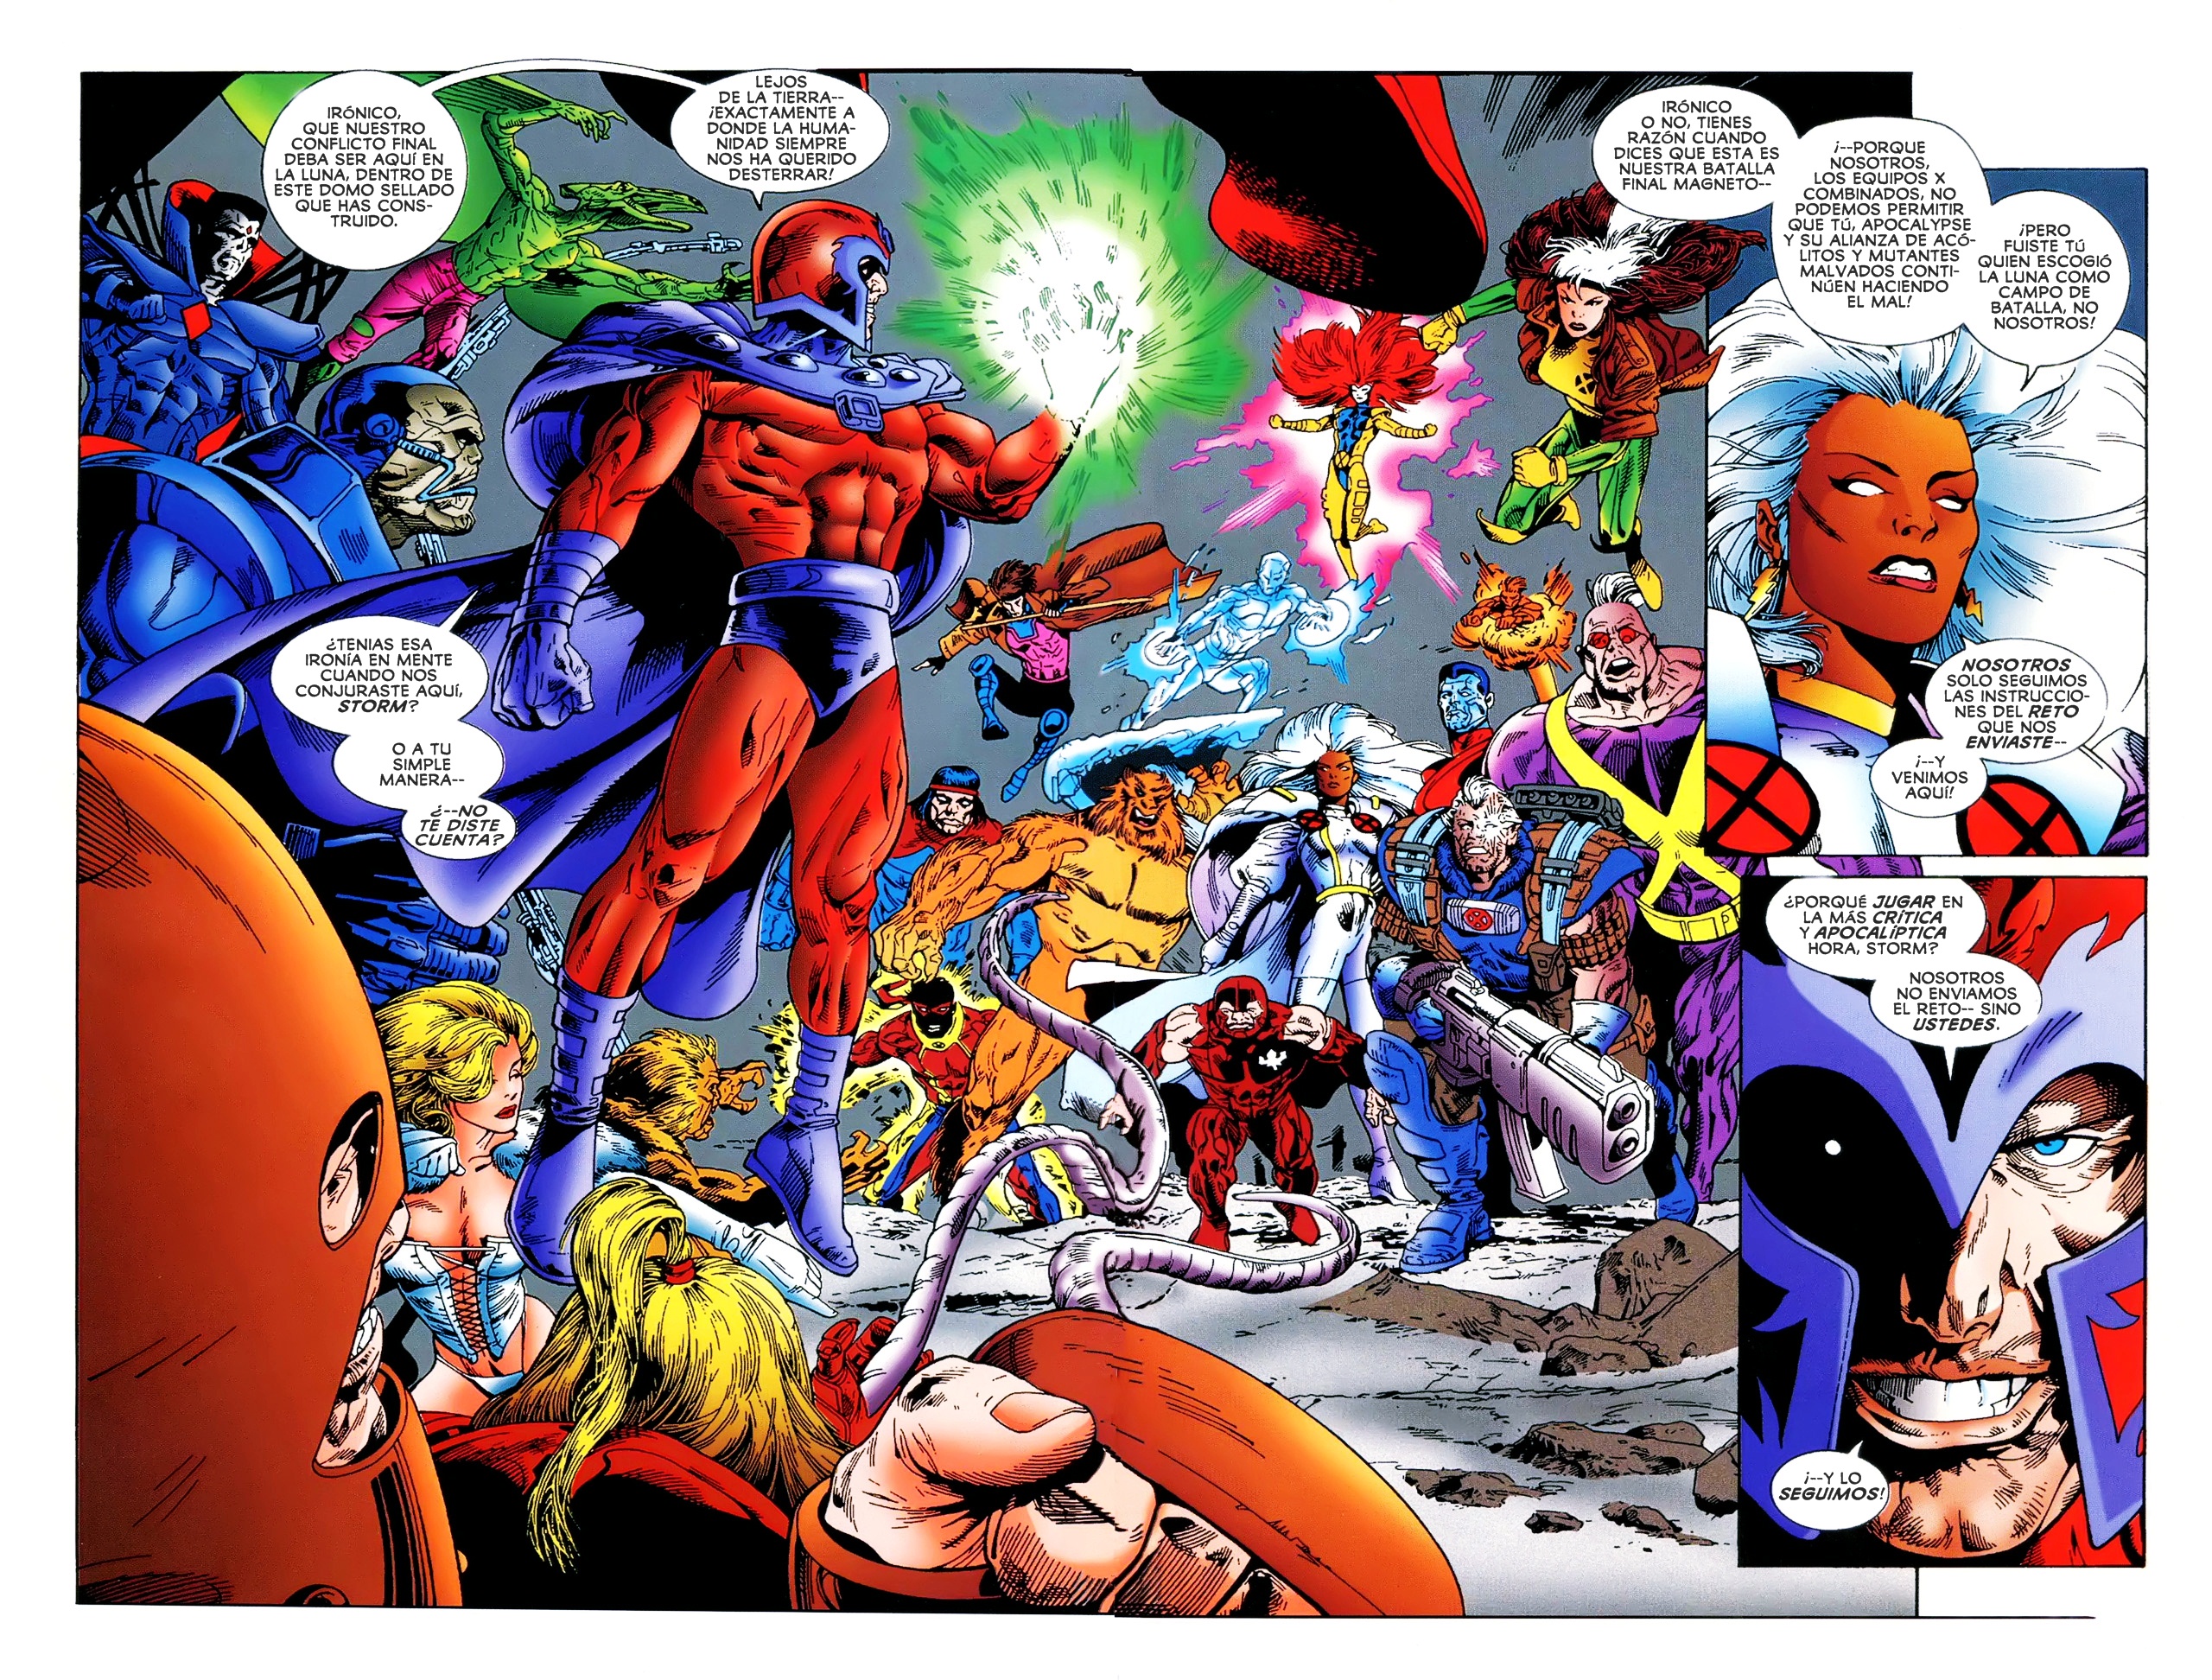 IRÓNICO,
QUE NUESTRO
CONFLICTO FINAL
DEBA SER AQUÍ EN
LA LUNA, DENTRO DE
ESTE DOMO SELLADO
QUE HAS CONS-
TRUIDO.
LEJOS
DE LA TIERRA--
¡EXACTAMENTE A
DONDE LA HUMA-
NIDAD SIEMPRE
NOS HA QUERIDO
DESTERRAR!
¿TENIAS ESA
IRONÍA EN MENTE
CUANDO NOS
CONJURASTE AQUÍ,
STORM?
O A TU
SIMPLE
MANERA--
¿--NO
TE DISTE
CUENTA?
IRÓNICO
O NO, TIENES
RAZÓN CUANDO
DICES QUE ESTA ES
NUESTRA BATALLA
FINAL MAGNETO--
¡--PORQUE
NOSOTROS,
LOS EQUIPOS X
COMBINADOS, NO
PODEMOS PERMITIR
QUE TÚ, APOCALYPSE
Y SU ALIANZA DE ACÓ-
LITOS Y MUTANTES
MALVADOS CONTI-
NÚEN HACIENDO
EL MAL!
¡PERO
FUISTE TÚ
QUIEN ESCOGIÓ
LA LUNA COMO
CAMPO DE
BATALLA, NO
NOSOTROS!
NOSOTROS
SOLO SEGUIMOS
LAS INSTRUCCIO-
NES DEL RETO
QUE NOS
ENVIASTE--
¡--Y
VENIMOS
AQUÍ!
¿PORQUÉ JUGAR EN
LA MÁS CRÍTICA
Y APOCALÍPTICA
HORA, STORM?
NOSOTROS
NO ENVIAMOS
EL RETO-- SINO
USTEDES.
¡--Y LO
SEGUIMOS!